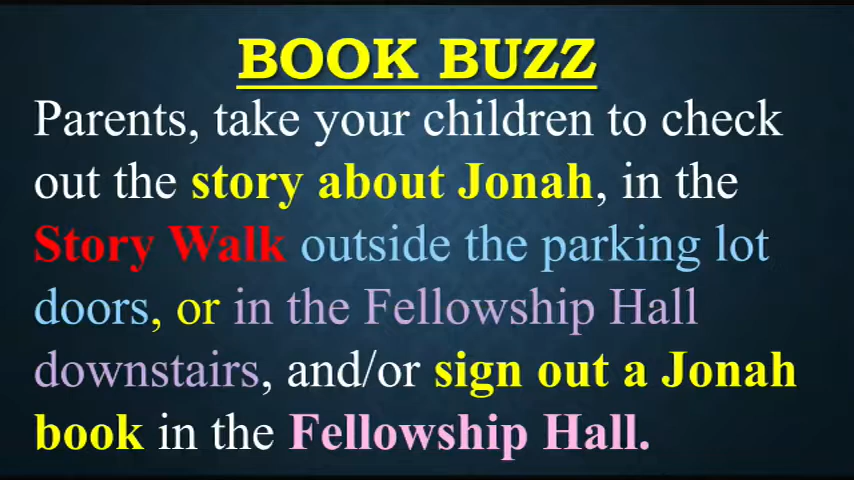 BOOK BUZZ
Parents, take your children to check
out the story about Jonah, in the
Story Walk outside the parking lot
doors, or in the Fellowship Hall
downstairs, and/or sign out a Jonah
book in the Fellowship Hall.